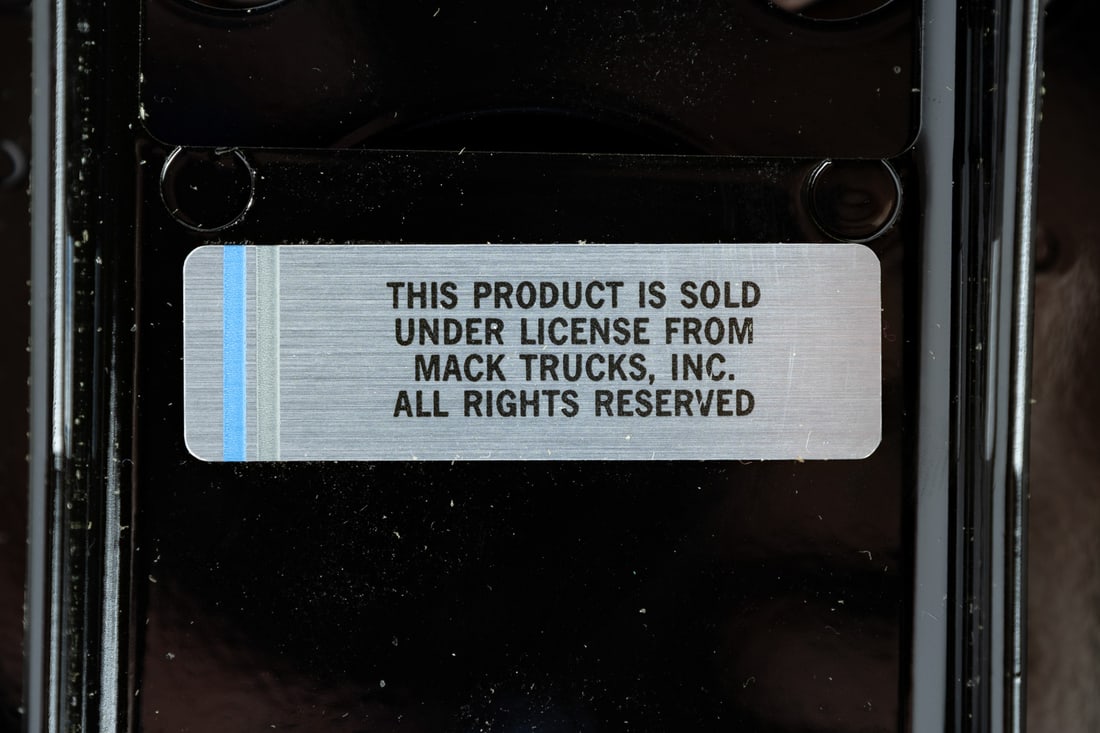 THIS PRODUCT IS SOLD
UNDER LICENSE FROM
MACK TRUCKS, INC.
ALL RIGHTS RESERVED